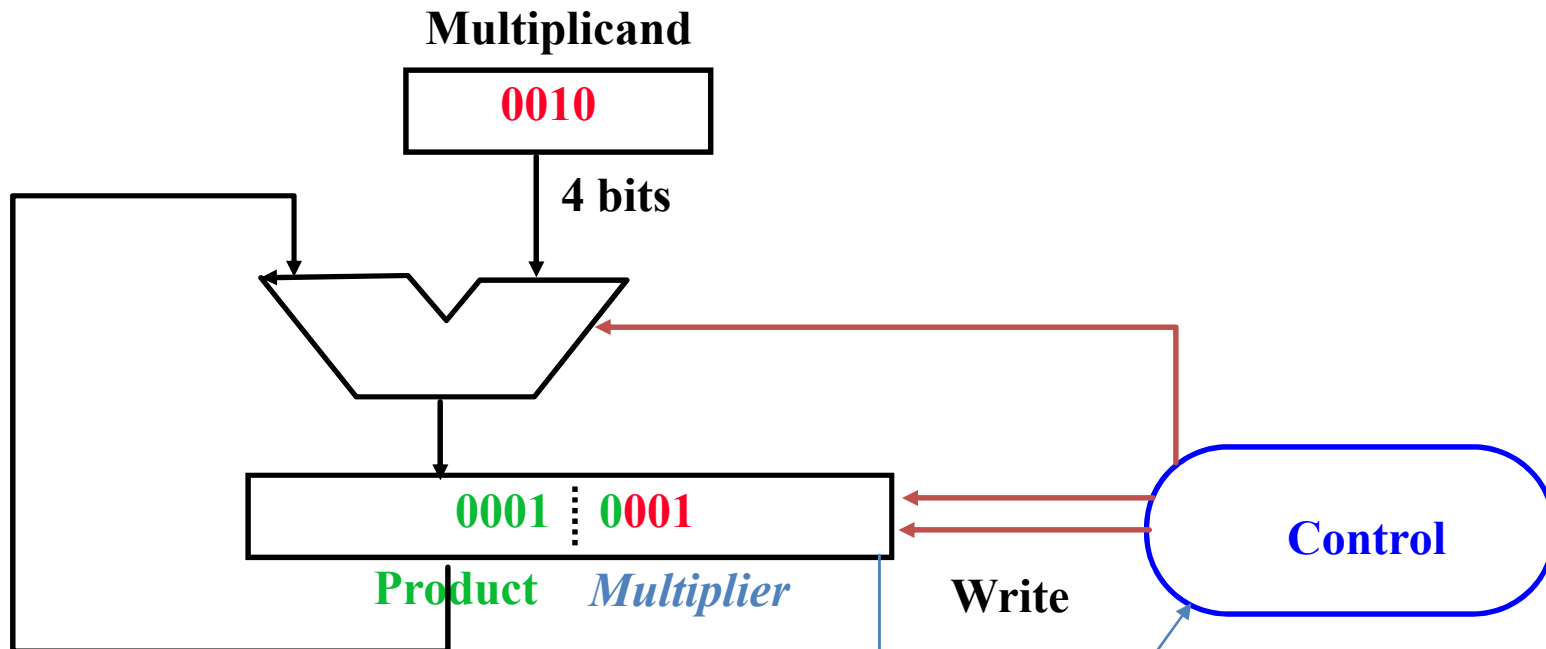 Multiplicand
0010
4 bits
0001 0001
Control
Product Multiplier Write